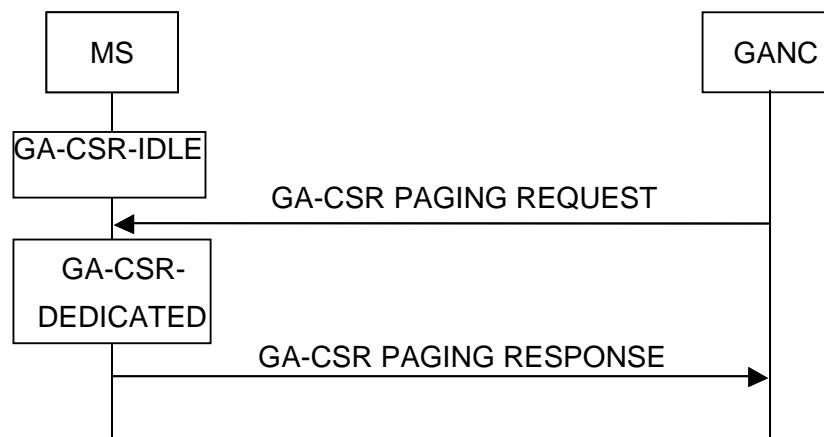 MS
GANC
GA-CSR-IDLE
GA-CSR PAGING REQUEST
GA-CSR-
DEDICATED
GA-CSR PAGING RESPONSE